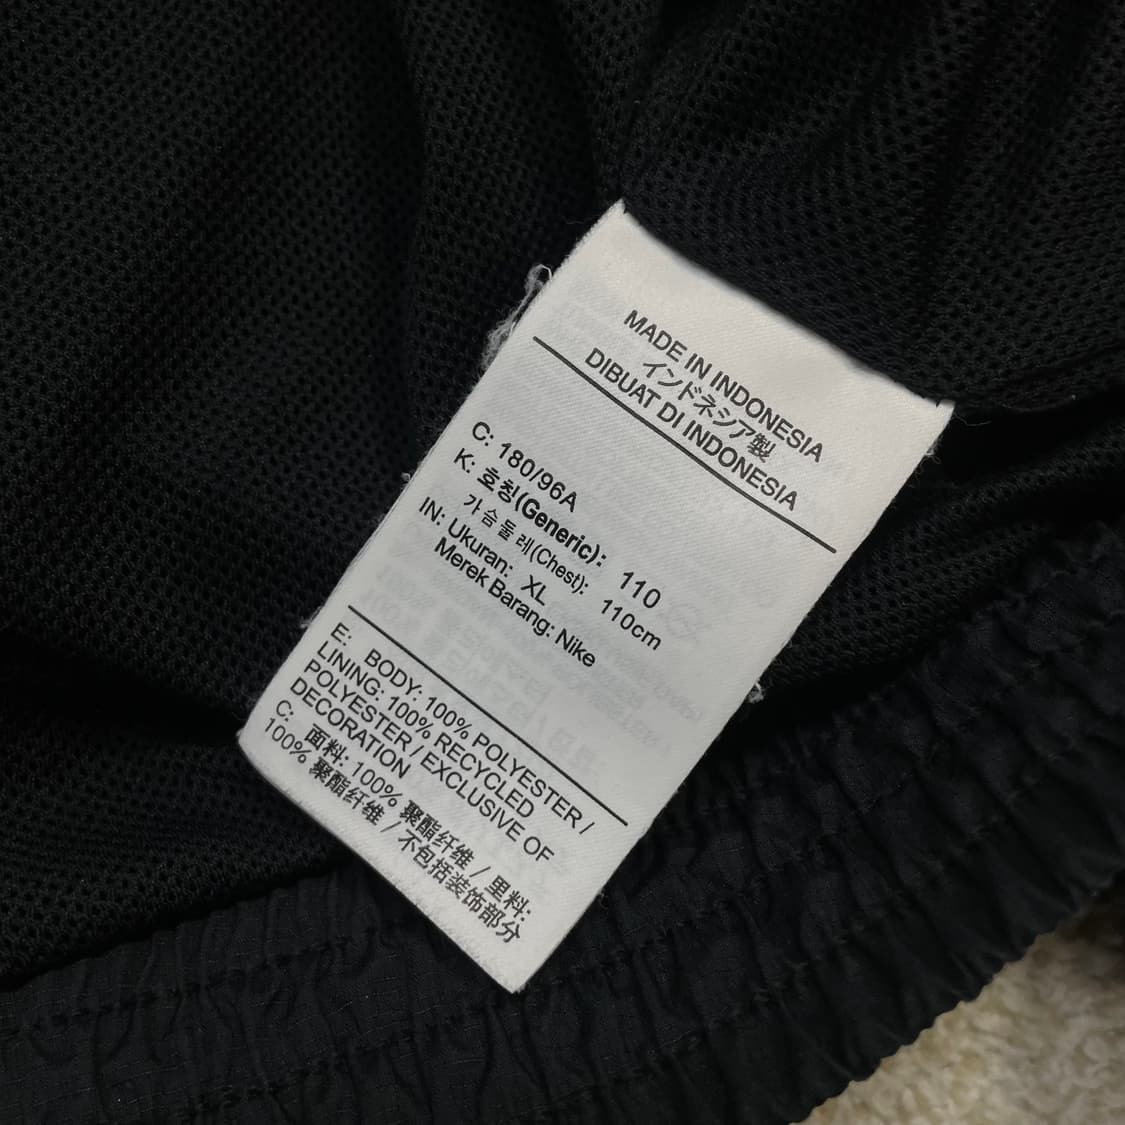 MADE IN INDONESIA
インドネシア製
DIBUAT DI INDONESIA
C: 180/96A
K: 호칭(Generic): 110
가슴둘레(Chest): 110cm
IN: Ukuran: XL
Merek Barang: Nike
E: BODY: 100% POLYESTER /
LINING: 100% RECYCLED
POLYESTER / EXCLUSIVE OF
DECORATION
C: 面料: 100% 聚酯纤维 / 里料:
100% 聚酯纤维 / 不包括装饰部分